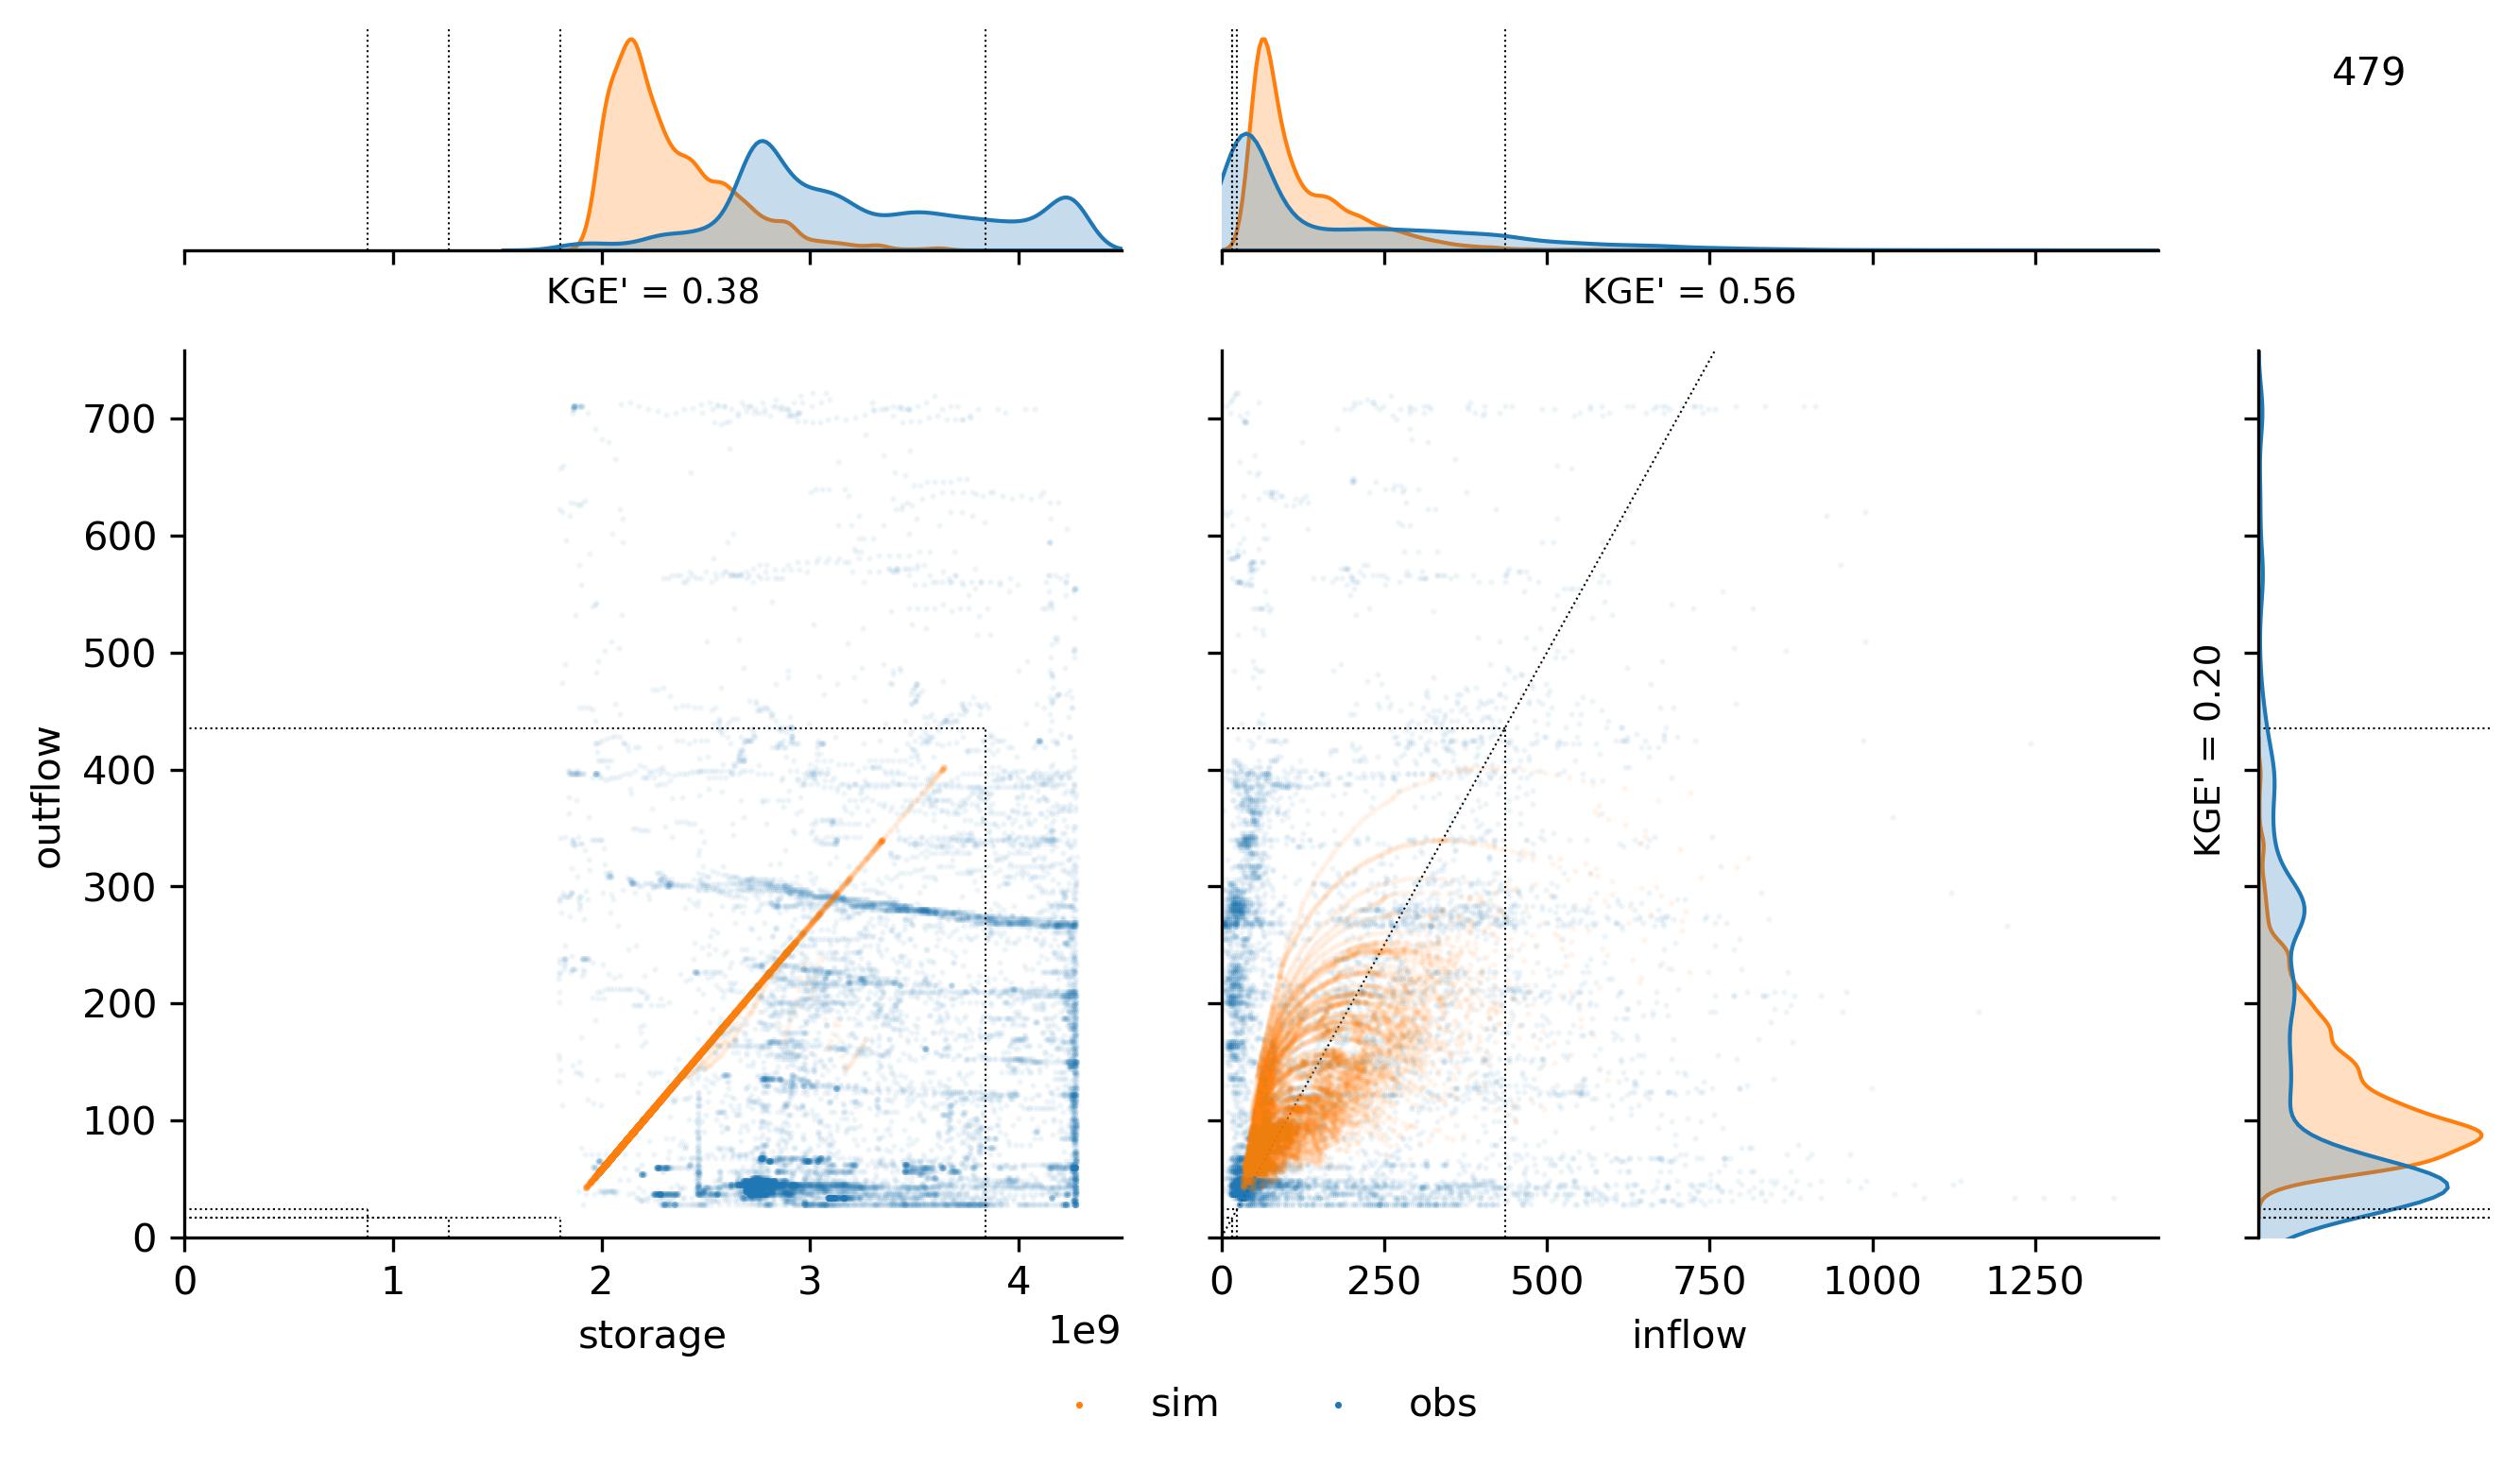 479
KGE' = 0.38
KGE' = 0.56
700
600
500
400
300
200
100
0
outflow
KGE' = 0.20
0 1 2 3 4
1e9
storage
0 250 500 750 1000 1250
inflow
sim obs